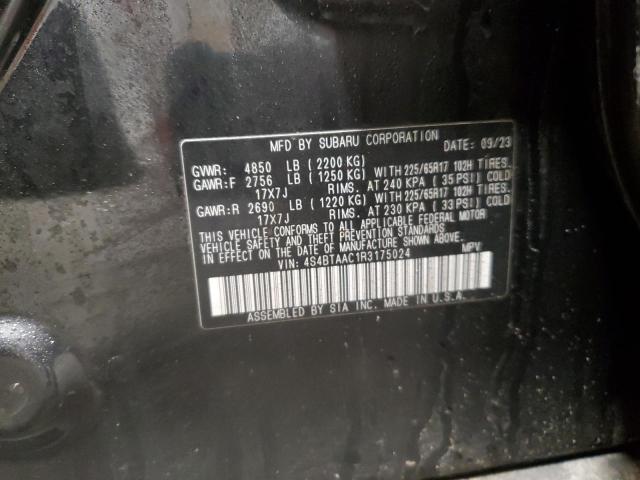 MFD BY SUBARU CORPORATION DATE: 09/23
GVWR: 4850 LB (2200 KG)
GAWR:F 2756 LB (1250 KG) WITH 225/65R17 102H TIRES,
17X7J RIMS, AT 240 KPA (35 PSI) COLD
GAWR:R 2690 LB (1220 KG) WITH 225/65R17 102H TIRES,
17X7J RIMS, AT 230 KPA (33 PSI) COLD
THIS VEHICLE CONFORMS TO ALL APPLICABLE FEDERAL MOTOR
VEHICLE SAFETY AND THEFT PREVENTION STANDARDS
IN EFFECT ON THE DATE OF MANUFACTURE SHOWN ABOVE.
VIN: 4S4BTAAC1R3175024 MPV
ASSEMBLED BY SIA INC. MADE IN U.S.A.